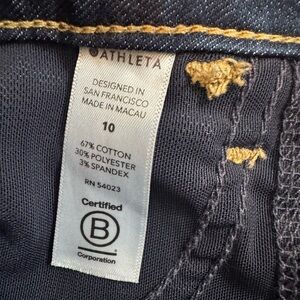 ATHLETA
DESIGNED IN
SAN FRANCISCO
MADE IN MACAU
10
67% COTTON
30% POLYESTER
3% SPANDEX
RN 54023
Certified
B
Corporation